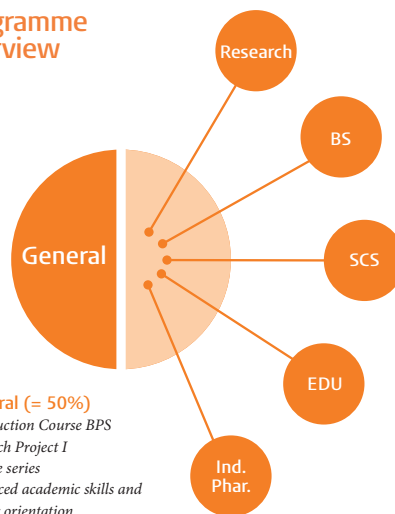 gramme
rview
Research
BS
General
SCS
EDU
ral (= 50%)
uction Course BPS
ch Project I
e series
ced academic skills and
orientation
Ind.
Phar.